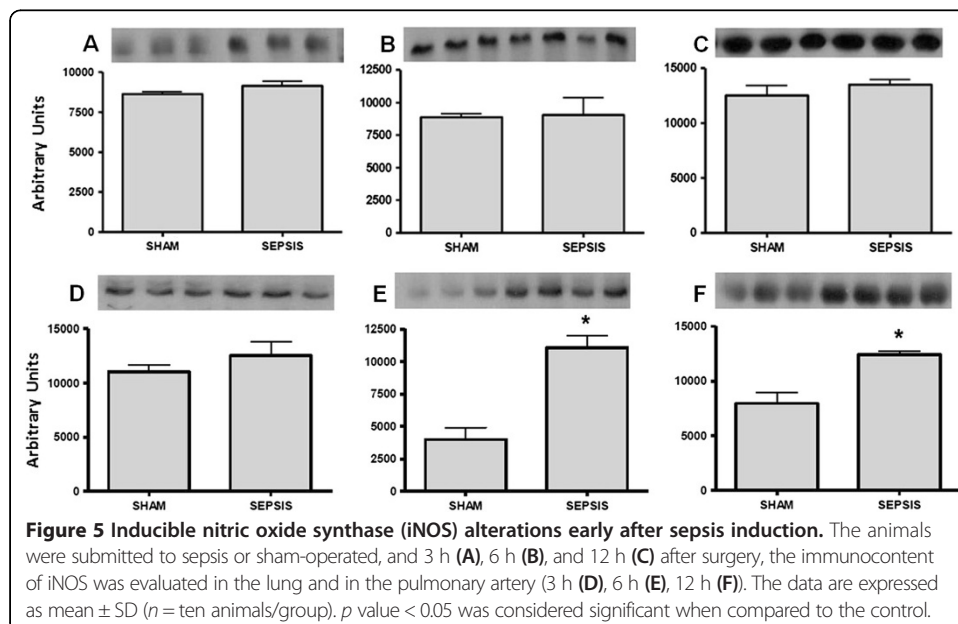 A
B
C
10000
7500
5000
2500
0
Arbitrary Units
SHAM
SEPSIS
12500
10000
7500
5000
2500
0
SHAM
SEPSIS
15000
10000
5000
0
SHAM
SEPSIS
D
E
F
15000
10000
5000
0
Arbitrary Units
SHAM
SEPSIS
12500
10000
7500
5000
2500
0
*
SHAM
SEPSIS
15000
10000
5000
0
*
SHAM
SEPSIS
Figure 5 Inducible nitric oxide synthase (iNOS) alterations early after sepsis induction. The animals
were submitted to sepsis or sham-operated, and 3 h (A), 6 h (B), and 12 h (C) after surgery, the immunocontent
of iNOS was evaluated in the lung and in the pulmonary artery (3 h (D), 6 h (E), 12 h (F)). The data are expressed
as mean ± SD (n = ten animals/group). p value < 0.05 was considered significant when compared to the control.